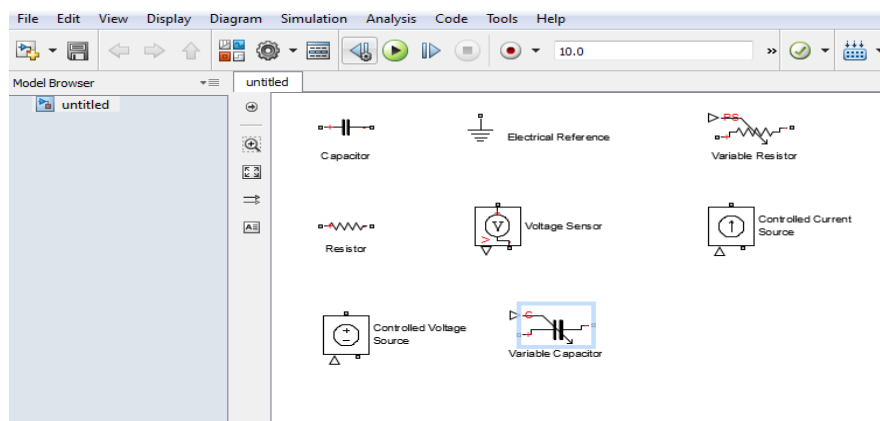 File Edit View Display Diagram Simulation Analysis Code Tools Help
10.0 »
Model Browser untitled
untitled
Capacitor
Electrical Reference
PS
Variable Resistor
Resistor
V
Voltage Sensor
Controlled Current
Source
Controlled Voltage
Source
C
Variable Capacitor